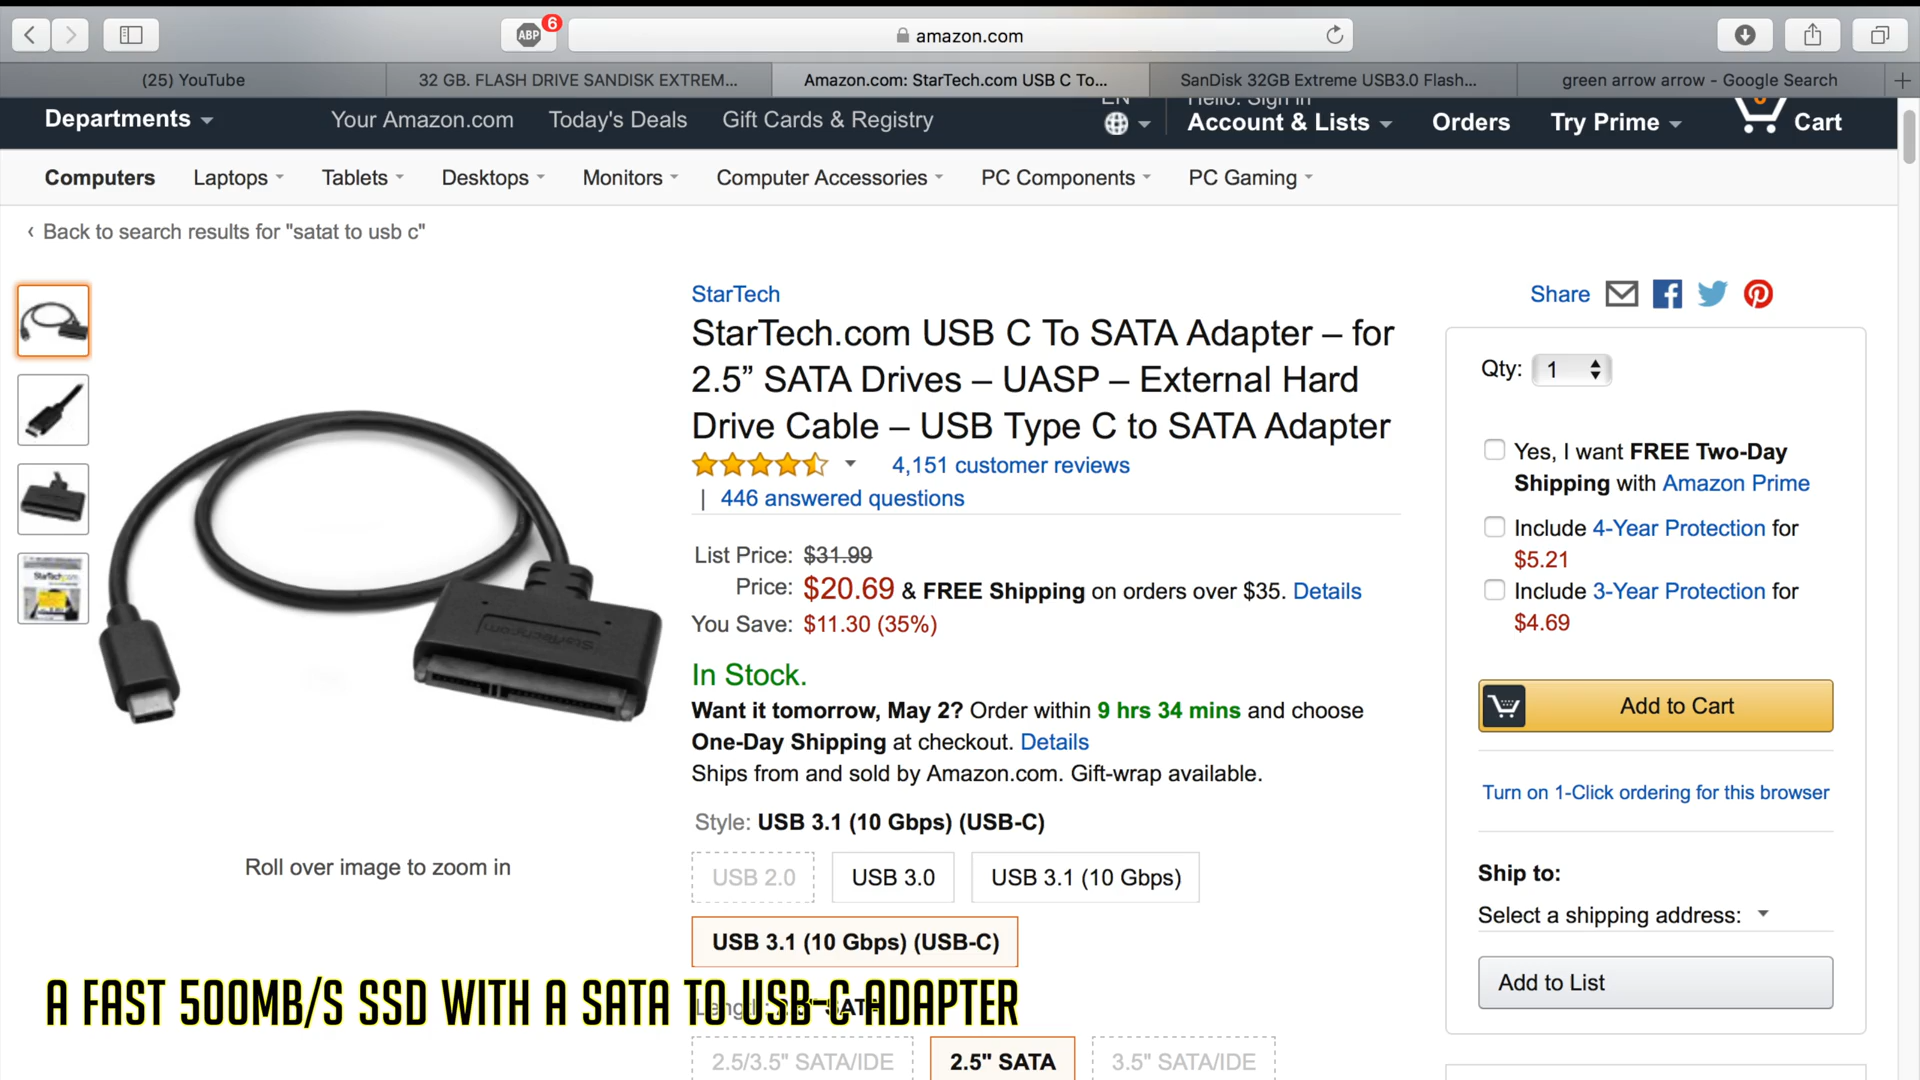 ABP 6
amazon.com
(25) YouTube
32 GB. FLASH DRIVE SANDISK EXTREM...
Amazon.com: StarTech.com USB C To...
SanDisk 32GB Extreme USB3.0 Flash...
green arrow arrow - Google Search
Departments
Your Amazon.com
Today's Deals
Gift Cards & Registry
EN
Hello. Sign in
Account & Lists
Orders
Try Prime
0
Cart
Computers
Laptops
Tablets
Desktops
Monitors
Computer Accessories
PC Components
PC Gaming
‹ Back to search results for "satat to usb c"
StarTech
StarTech.com USB C To SATA Adapter – for
2.5” SATA Drives – UASP – External Hard
Drive Cable – USB Type C to SATA Adapter
4,151 customer reviews
| 446 answered questions
List Price: $31.99
Price: $20.69 & FREE Shipping on orders over $35. Details
You Save: $11.30 (35%)
In Stock.
Want it tomorrow, May 2? Order within 9 hrs 34 mins and choose
One-Day Shipping at checkout. Details
Ships from and sold by Amazon.com. Gift-wrap available.
Style: USB 3.1 (10 Gbps) (USB-C)
USB 2.0
USB 3.0
USB 3.1 (10 Gbps)
USB 3.1 (10 Gbps) (USB-C)
2.5/3.5" SATA/IDE
2.5" SATA
3.5" SATA/IDE
Roll over image to zoom in
StarTech.com
A FAST 500MB/S SSD WITH A SATA TO USB-C ADAPTER
Share
Qty: 1
Yes, I want FREE Two-Day
Shipping with Amazon Prime
Include 4-Year Protection for
$5.21
Include 3-Year Protection for
$4.69
Add to Cart
Turn on 1-Click ordering for this browser
Ship to:
Select a shipping address:
Add to List